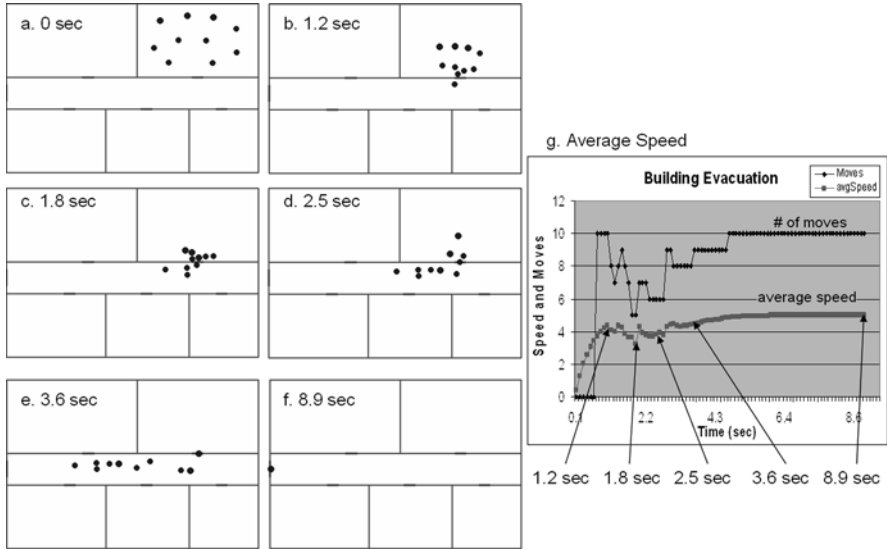 a. 0 sec
b. 1.2 sec
c. 1.8 sec
d. 2.5 sec
e. 3.6 sec
f. 8.9 sec
g. Average Speed
Building Evacuation
Moves
avgSpeed
# of moves
average speed
Speed and Moves
12
10
8
6
4
2
0
0.1 2.2 4.3 6.4 8.6
Time (sec)
1.2 sec 1.8 sec 2.5 sec 3.6 sec 8.9 sec